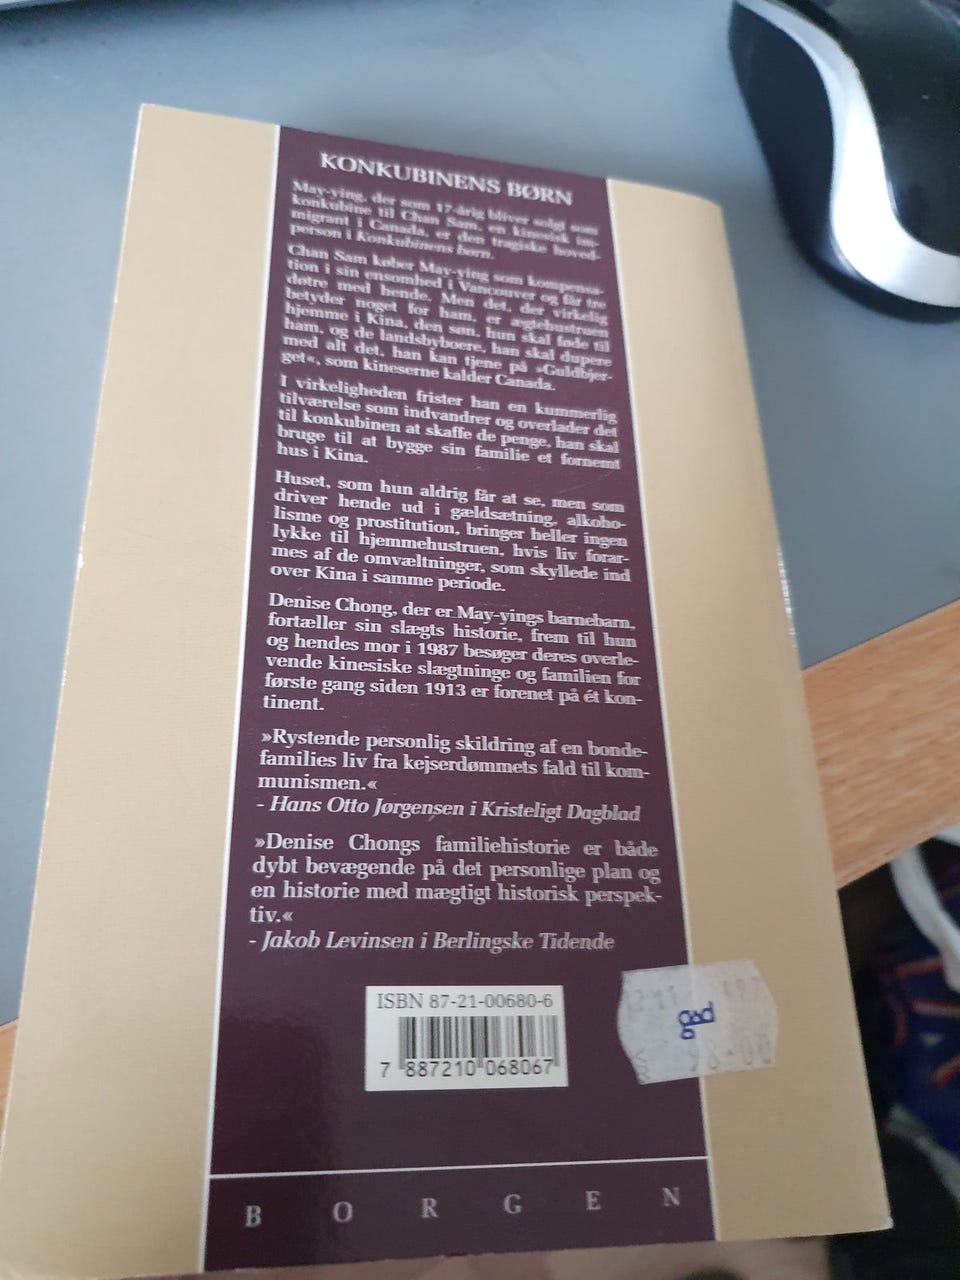 KONKUBINENS BØRN
May-ying, der som 17-årig bliver solgt som
konkubine til Chan Sam, en kinesisk im-
migrant i Canada, er den tragiske hoved-
person i Konkubinens børn.
Chan Sam køber May-ying som kompensa-
tion i sin ensomhed i Vancouver og får tre
døtre med hende. Men det, der virkelig
betyder noget for ham, er ægtehustruen
hjemme i Kina, den søn, hun skal føde til
ham, og de landsbyboere, han skal dupere
med alt det, han kan tjene på »Guldbjer-
get«, som kineserne kalder Canada.
I virkeligheden frister han en kummerlig
tilværelse som indvandrer og overlader det
til konkubinen at skaffe de penge, han skal
bruge til at bygge sin familie et fornemt
hus i Kina.
Huset, som hun aldrig får at se, men som
driver hende ud i gældsætning, alkoho-
lisme og prostitution, bringer heller ingen
lykke til hjemmehustruen, hvis liv forar-
mes af de omvæltninger, som skyllede ind
over Kina i samme periode.
Denise Chong, der er May-yings barnebarn,
fortæller sin slægts historie, frem til hun
og hendes mor i 1987 besøger deres overle-
vende kinesiske slægtninge og familien for
første gang siden 1913 er forenet på ét kon-
tinent.
»Rystende personlig skildring af en bonde-
families liv fra kejserdømmets fald til kom-
munismen.«
- Hans Otto Jørgensen i Kristeligt Dagblad
»Denise Chongs familiehistorie er både
dybt bevægende på det personlige plan og
en historie med mægtigt historisk perspek-
tiv.«
- Jakob Levinsen i Berlingske Tidende
ISBN 87-21-00680-6
7 887210 068067
gad
98-00
BORGEN